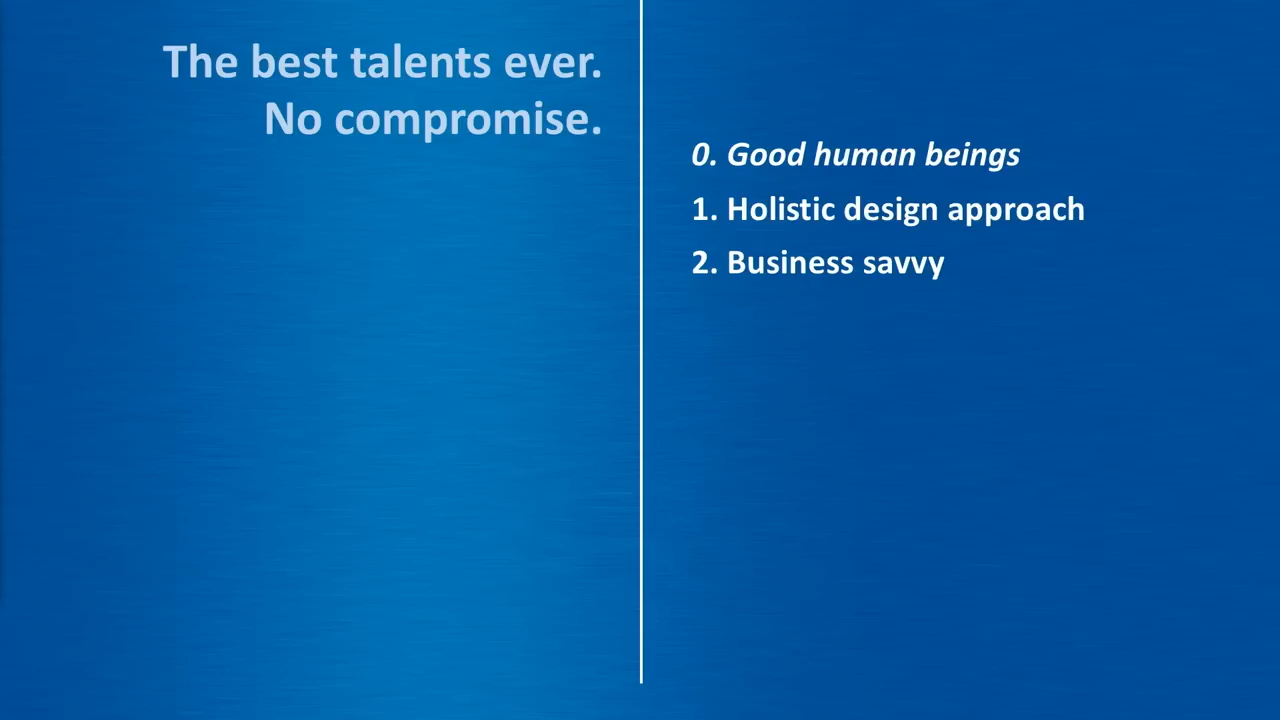 The best talents ever.
No compromise.
0. Good human beings
1. Holistic design approach
2. Business savvy